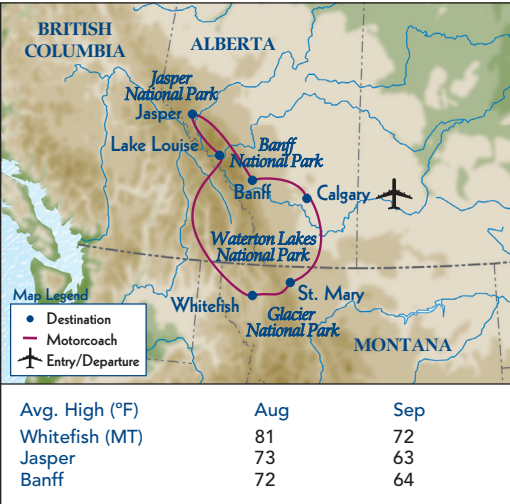 BRITISH
COLUMBIA
ALBERTA
Jasper
National Park
Jasper
Lake Louise
Banff
National Park
Banff
Calgary
Waterton Lakes
National Park
Map Legend
Destination
Motorcoach
Entry/Departure
Whitefish
St. Mary
Glacier
National Park
MONTANA
Avg. High (ºF) Aug Sep
Whitefish (MT) 81 72
Jasper 73 63
Banff 72 64